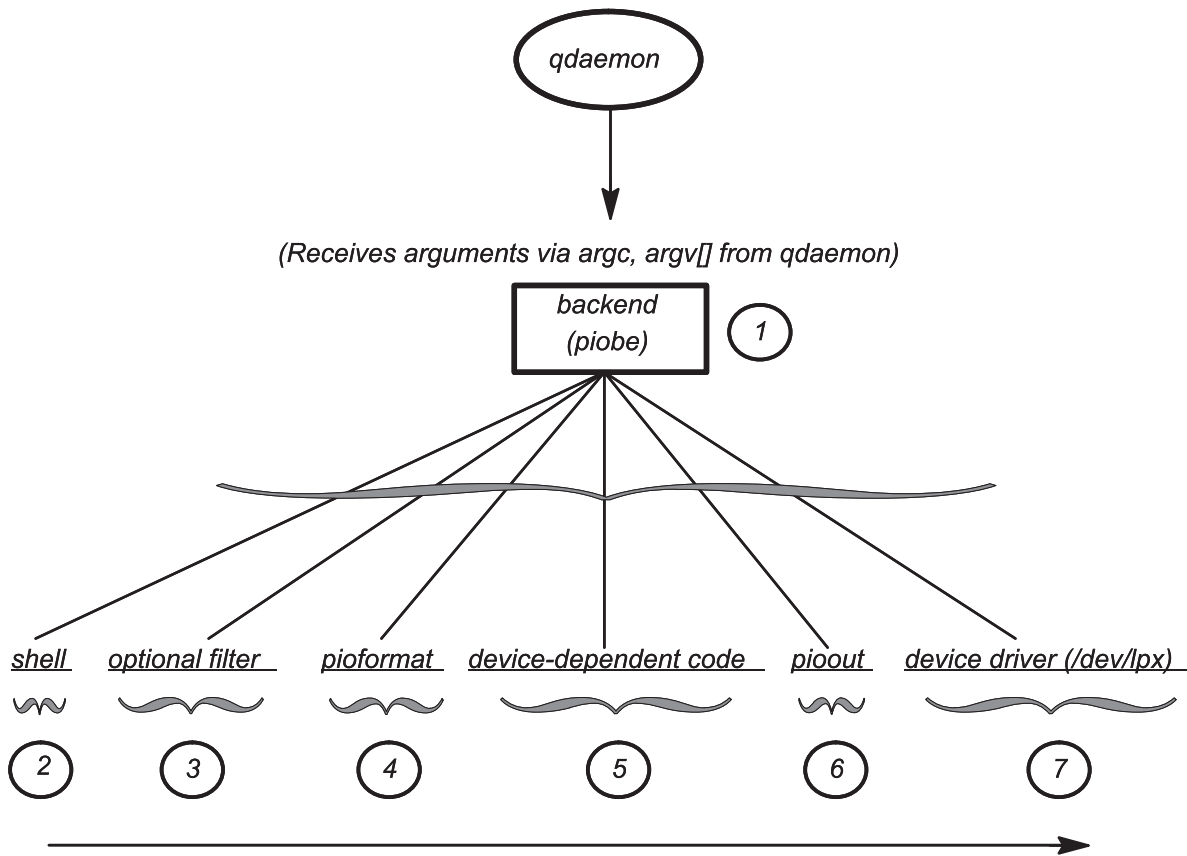 qdaemon
(Receives arguments via argc, argv[] from qdaemon)
backend
(piobe)
1
shell optional filter pioformat device-dependent code pioout device driver (/dev/lpx)
2 3 4 5 6 7